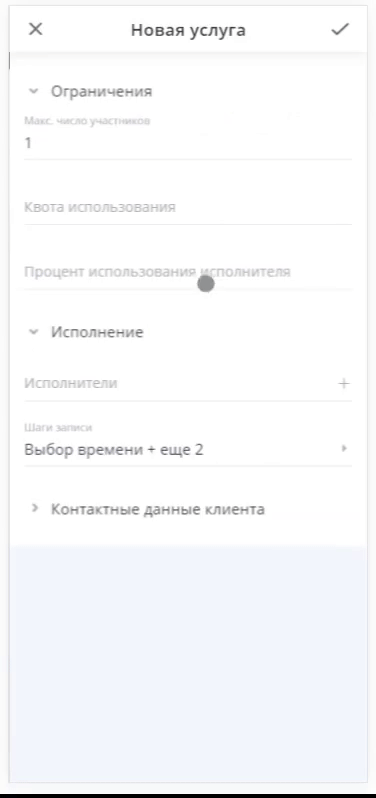 Новая услуга
Ограничения
Макс. число участников
1
Квота использования
Процент использования исполнителя
Исполнение
Исполнители
Шаги записи
Выбор времени + еще 2
Контактные данные клиента